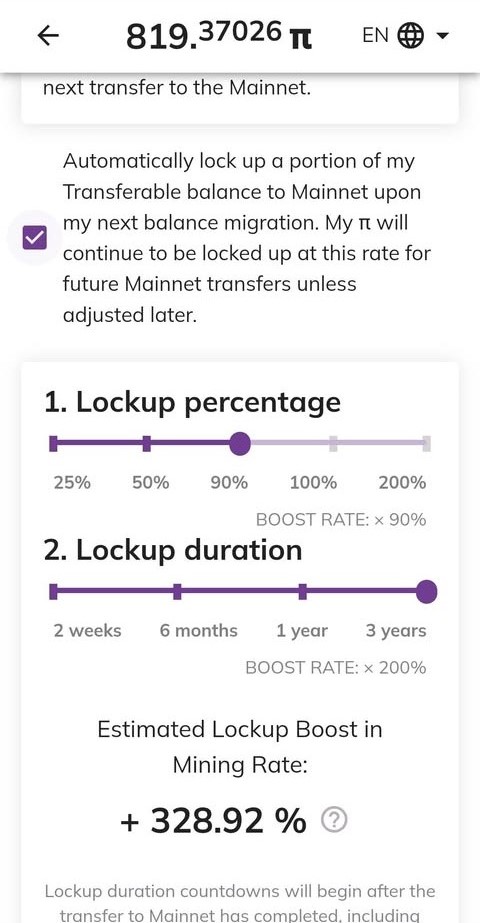 819.37026 π EN
next transfer to the Mainnet.
Automatically lock up a portion of my
Transferable balance to Mainnet upon
my next balance migration. My π will
continue to be locked up at this rate for
future Mainnet transfers unless
adjusted later.
1. Lockup percentage
25% 50% 90% 100% 200%
BOOST RATE: × 90%
2. Lockup duration
2 weeks 6 months 1 year 3 years
BOOST RATE: × 200%
Estimated Lockup Boost in
Mining Rate:
+ 328.92 % ?
Lockup duration countdowns will begin after the
transfer to Mainnet has completed, including